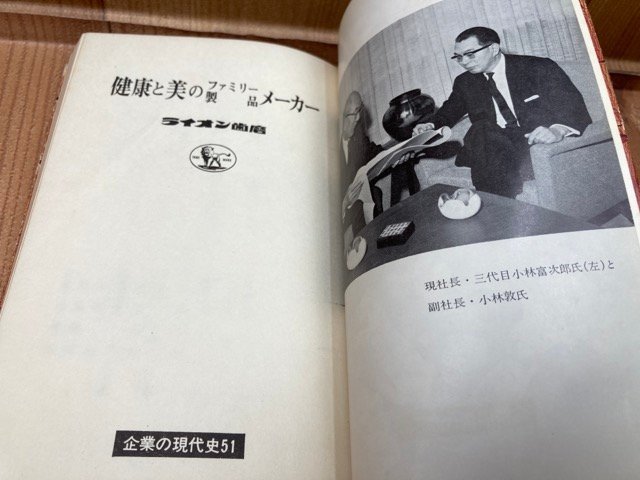 健康と美のファミリー製品メーカー
ライオン歯磨
企業の現代史51
現社長・三代目小林富次郎氏(左)と
副社長・小林敦氏